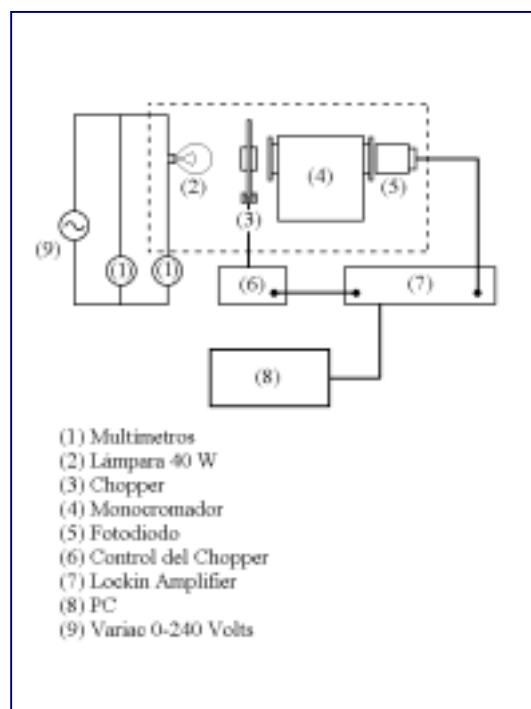 (2)
(4)
(5)
(3)
(9)
(1)
(1)
(6)
(7)
(8)
(1) Multimetros
(2) Lámpara 40 W
(3) Chopper
(4) Monocromador
(5) Fotodiodo
(6) Control del Chopper
(7) Lockin Amplifier
(8) PC
(9) Variac 0-240 Volts